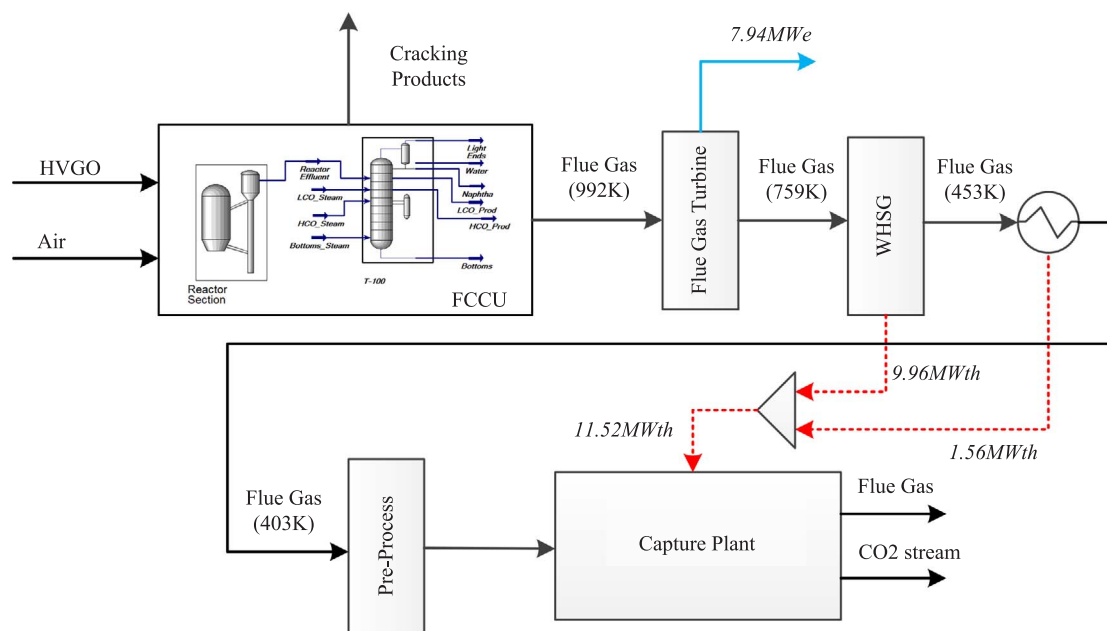 7.94MWe
Cracking
Products
HVGO
Air
Reactor
Effluent
LCO_Steam
HCO_Steam
Bottoms_Steam
Reactor
Section
T-100
Light
Ends
Water
Naphtha
LCO_Prod
HCO_Prod
Bottoms
FCCU
Flue Gas
(992K)
Flue Gas Turbine
Flue Gas
(759K)
WHSG
Flue Gas
(453K)
9.96MWth
11.52MWth
1.56MWth
Flue Gas
(403K)
Pre-Process
Capture Plant
Flue Gas
CO2 stream